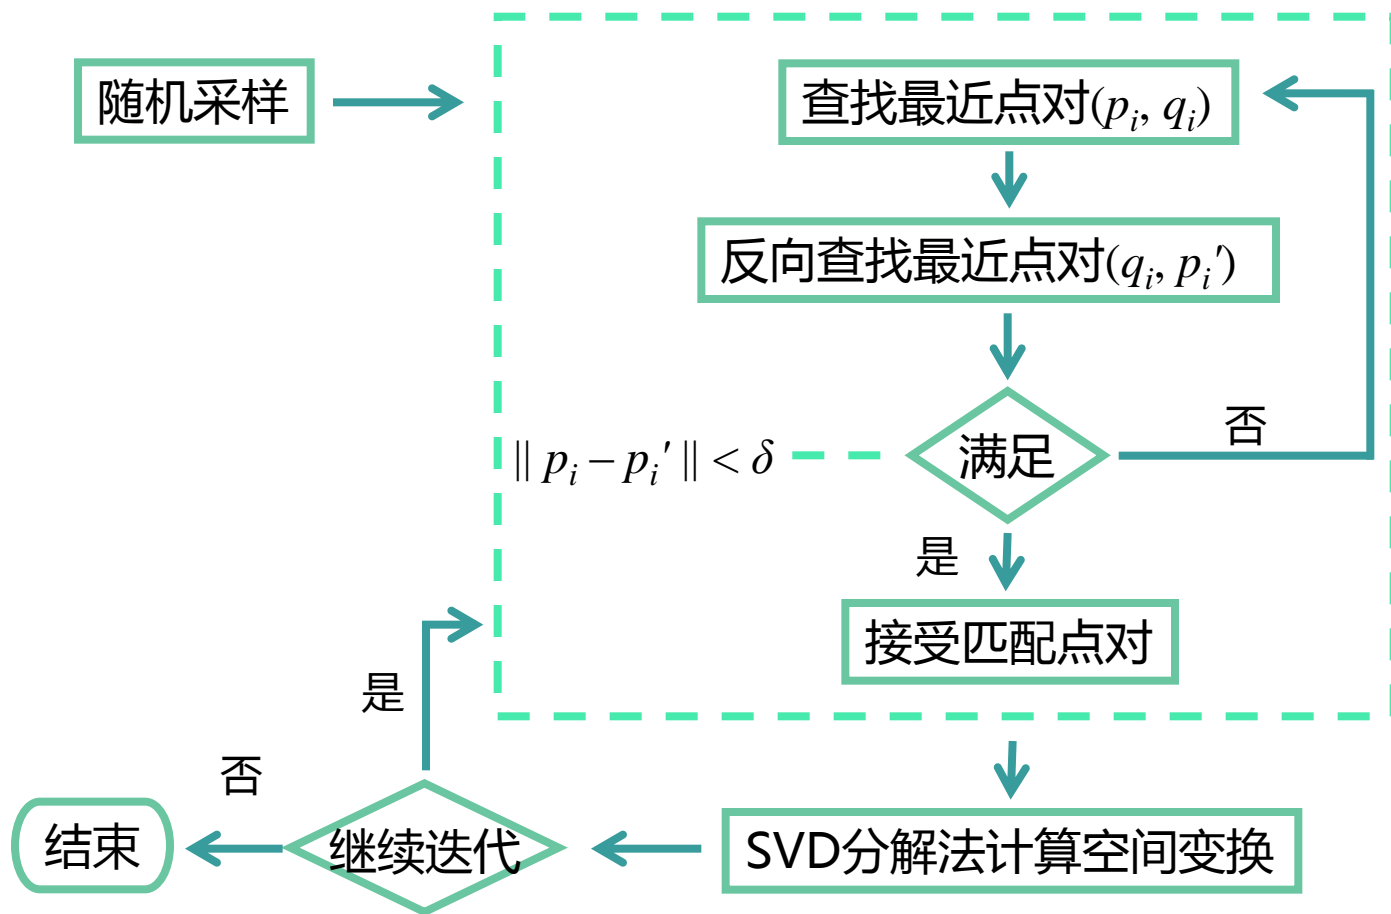 随机采样
查找最近点对(pᵢ, qᵢ)
反向查找最近点对(qᵢ, pᵢ′)
|| pᵢ – pᵢ′ || < δ
满足
否
是
接受匹配点对
是
否
结束
继续迭代
SVD分解法计算空间变换